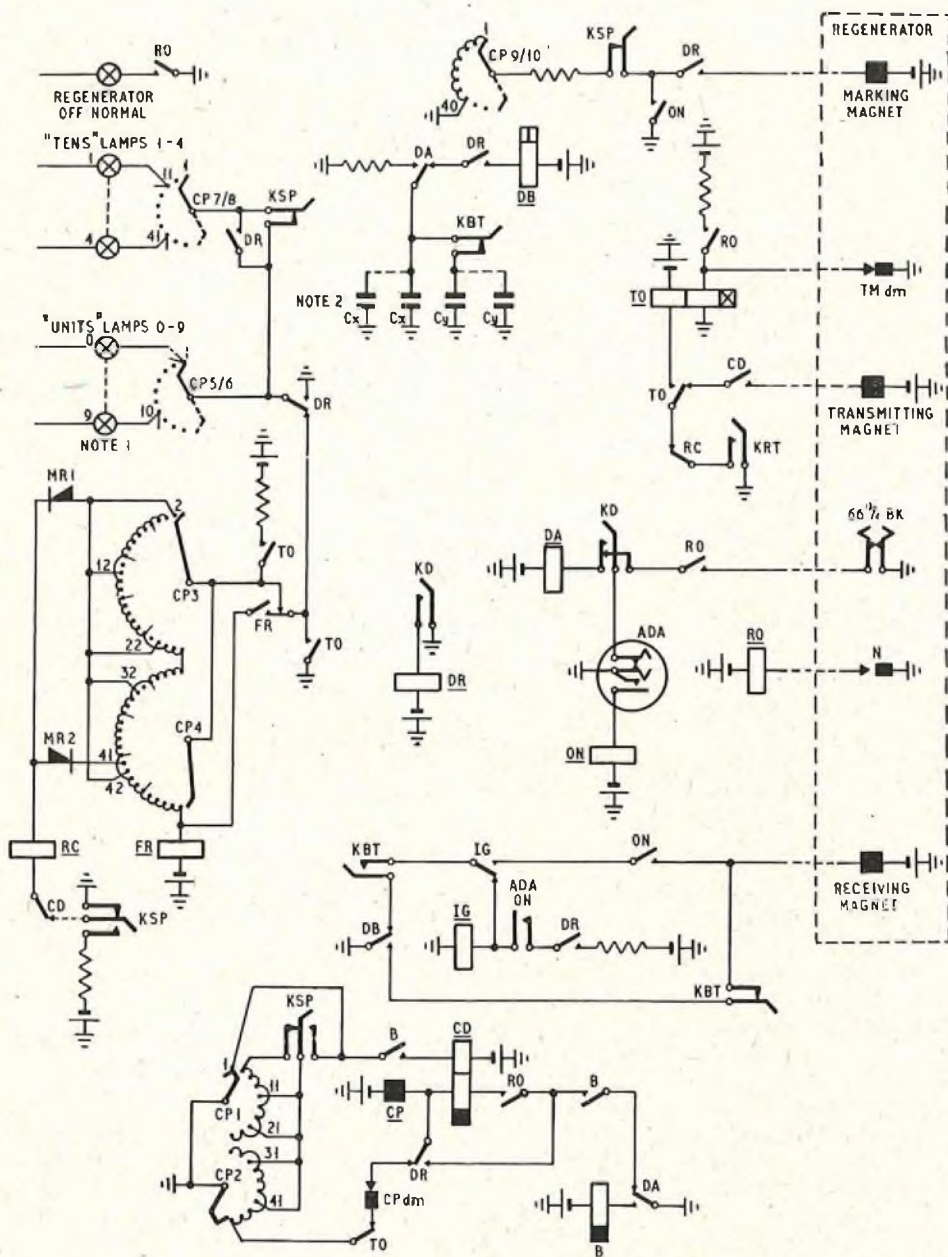 RO
REGENERATOR
OFF NORMAL
"TENS" LAMPS 1-4
1
4
11
1
41
CP7/8
KSP
DR
"UNITS" LAMPS 0-9
0
9
1
10
CP5/6
NOTE 1
DR
1
40
CP9/10
KSP
DR
ON
DA
DR
DB
KBT
NOTE 2
Cx
Cx
Cy
Cy
RO
TO
TO
CD
RC
KRT
REGENERATOR
MARKING
MAGNET
TM dm
TRANSMITTING
MAGNET
66⅔% BK
N
RECEIVING
MAGNET
MR1
2
12
CP3
22
32
TO
FR
TO
CP4
MR2
41
42
RC
FR
CD
KSP
KD
DR
DA
KD
RO
ADA
RO
ON
KBT
IG
ON
ADA
ON
DB
IG
DR
KBT
KSP
1
CP1
11
21
31
CP2
41
B
CD
CP
RO
B
DR
CPdm
TO
DA
B